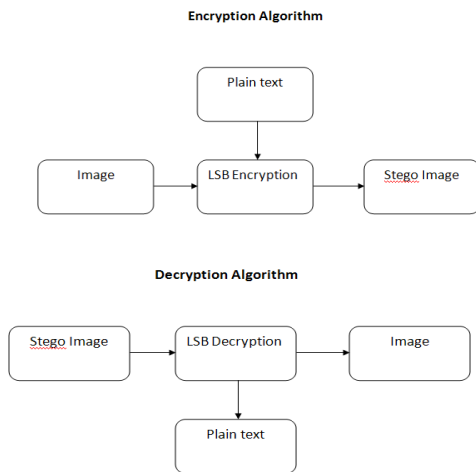 Encryption Algorithm
Plain text
Image
LSB Encryption
Stego Image
Decryption Algorithm
Stego Image
LSB Decryption
Image
Plain text